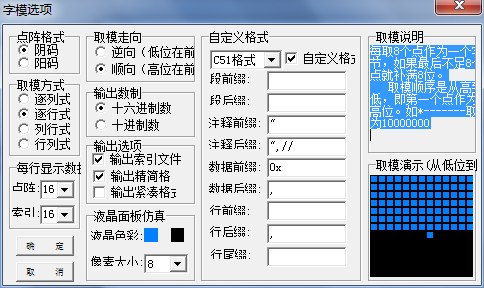 字模选项
点阵格式
阴码
阳码
取模方式
逐列式
逐行式
列行式
行列式
每行显示数据
点阵: 16
索引: 16
确 定
取 消
取模走向
逆向（低位在前
顺向（高位在前
输出数制
十六进制数
十进制数
输出选项
输出索引文件
输出精简格
输出紧凑格式
液晶面板仿真
液晶色彩:
像素大小: 8
自定义格式
C51格式
自定义格式
段前缀:
段后缀:
注释前缀: “
注释后缀: “,//
数据前缀: 0x
数据后缀: ,
行前缀:
行后缀: ,
行尾缀:
取模说明
每取8个点作为一个字
节，如果最后不足8个
点就补满8位。
取模顺序是从高到
低，即第一个点作为
高位。如*-------取
为10000000
取模演示(从低位到